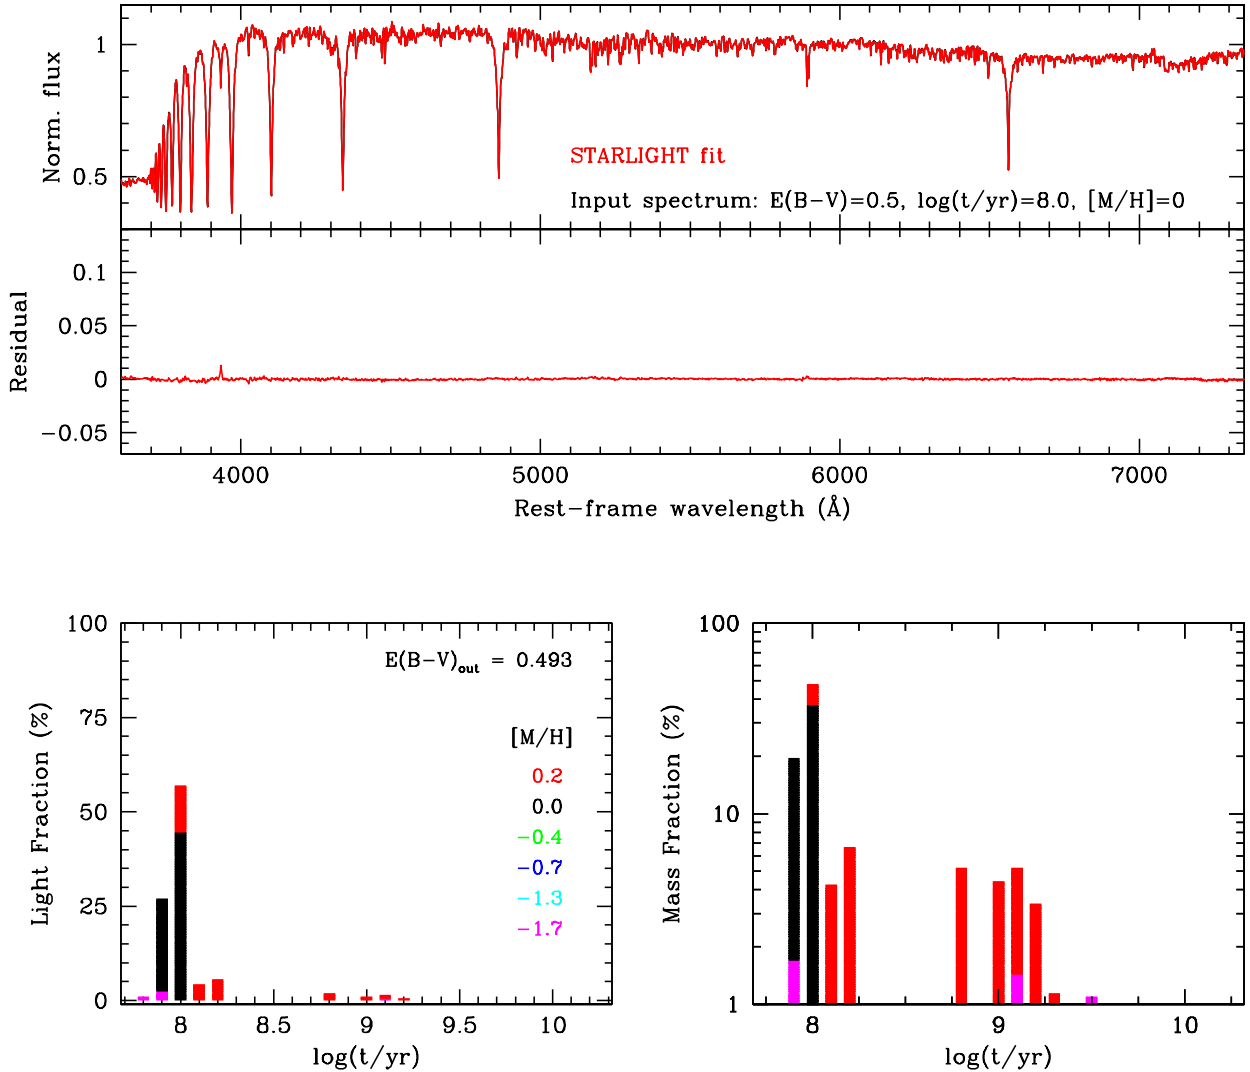 Norm. flux
1
0.5
STARLIGHT fit
Input spectrum: E(B−V)=0.5, log(t/yr)=8.0, [M/H]=0
Residual
0.1
0.05
0
−0.05
4000
5000
6000
7000
Rest−frame wavelength (Å)
Light Fraction (%)
100
75
50
25
0
E(B−V)out = 0.493
[M/H]
0.2
0.0
−0.4
−0.7
−1.3
−1.7
8
8.5
9
9.5
10
log(t/yr)
Mass Fraction (%)
100
10
1
8
9
10
log(t/yr)